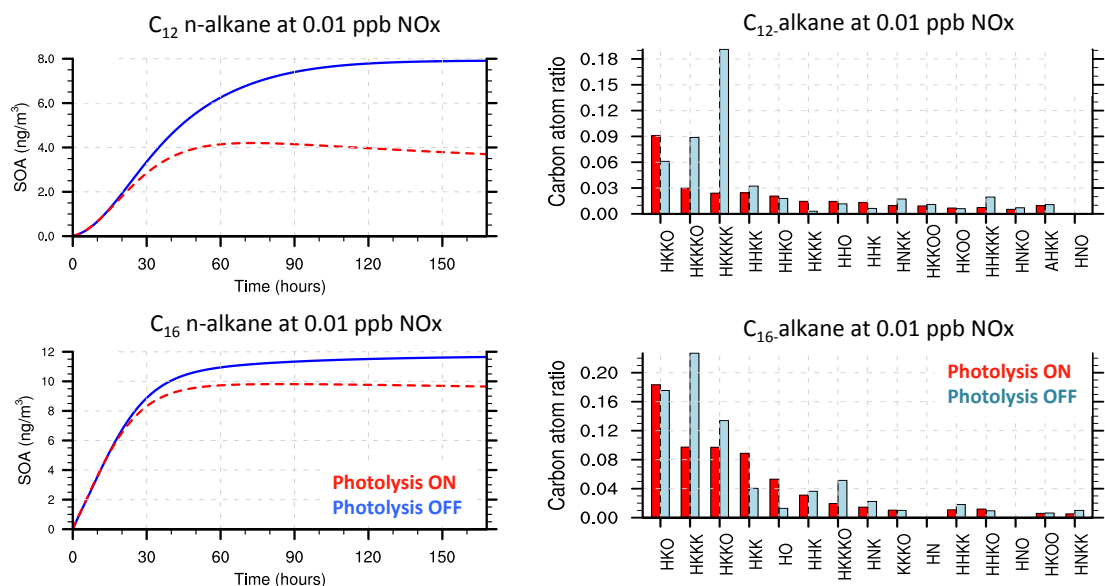 C12 n-alkane at 0.01 ppb NOx
SOA (ng/m³)
8.0
6.0
4.0
2.0
0.0
0 30 60 90 120 150
Time (hours)
C12-alkane at 0.01 ppb NOx
Carbon atom ratio
0.18
0.15
0.12
0.09
0.06
0.03
0.00
HKKO HKKKO HKKKK HHKK HHKO HKKK HHO HHK HNKK HKKOO HKOO HHKKK HNKO AHKK HNO
C16 n-alkane at 0.01 ppb NOx
SOA (ng/m³)
12
10
8
6
4
2
0
Photolysis ON
Photolysis OFF
0 30 60 90 120 150
Time (hours)
C16-alkane at 0.01 ppb NOx
Carbon atom ratio
0.20
0.16
0.12
0.08
0.04
0.00
Photolysis ON
Photolysis OFF
HKO HKKK HKKO HKK HO HHK HKKKO HNK KKKO HN HHKK HHKO HNO HKOO HNKK